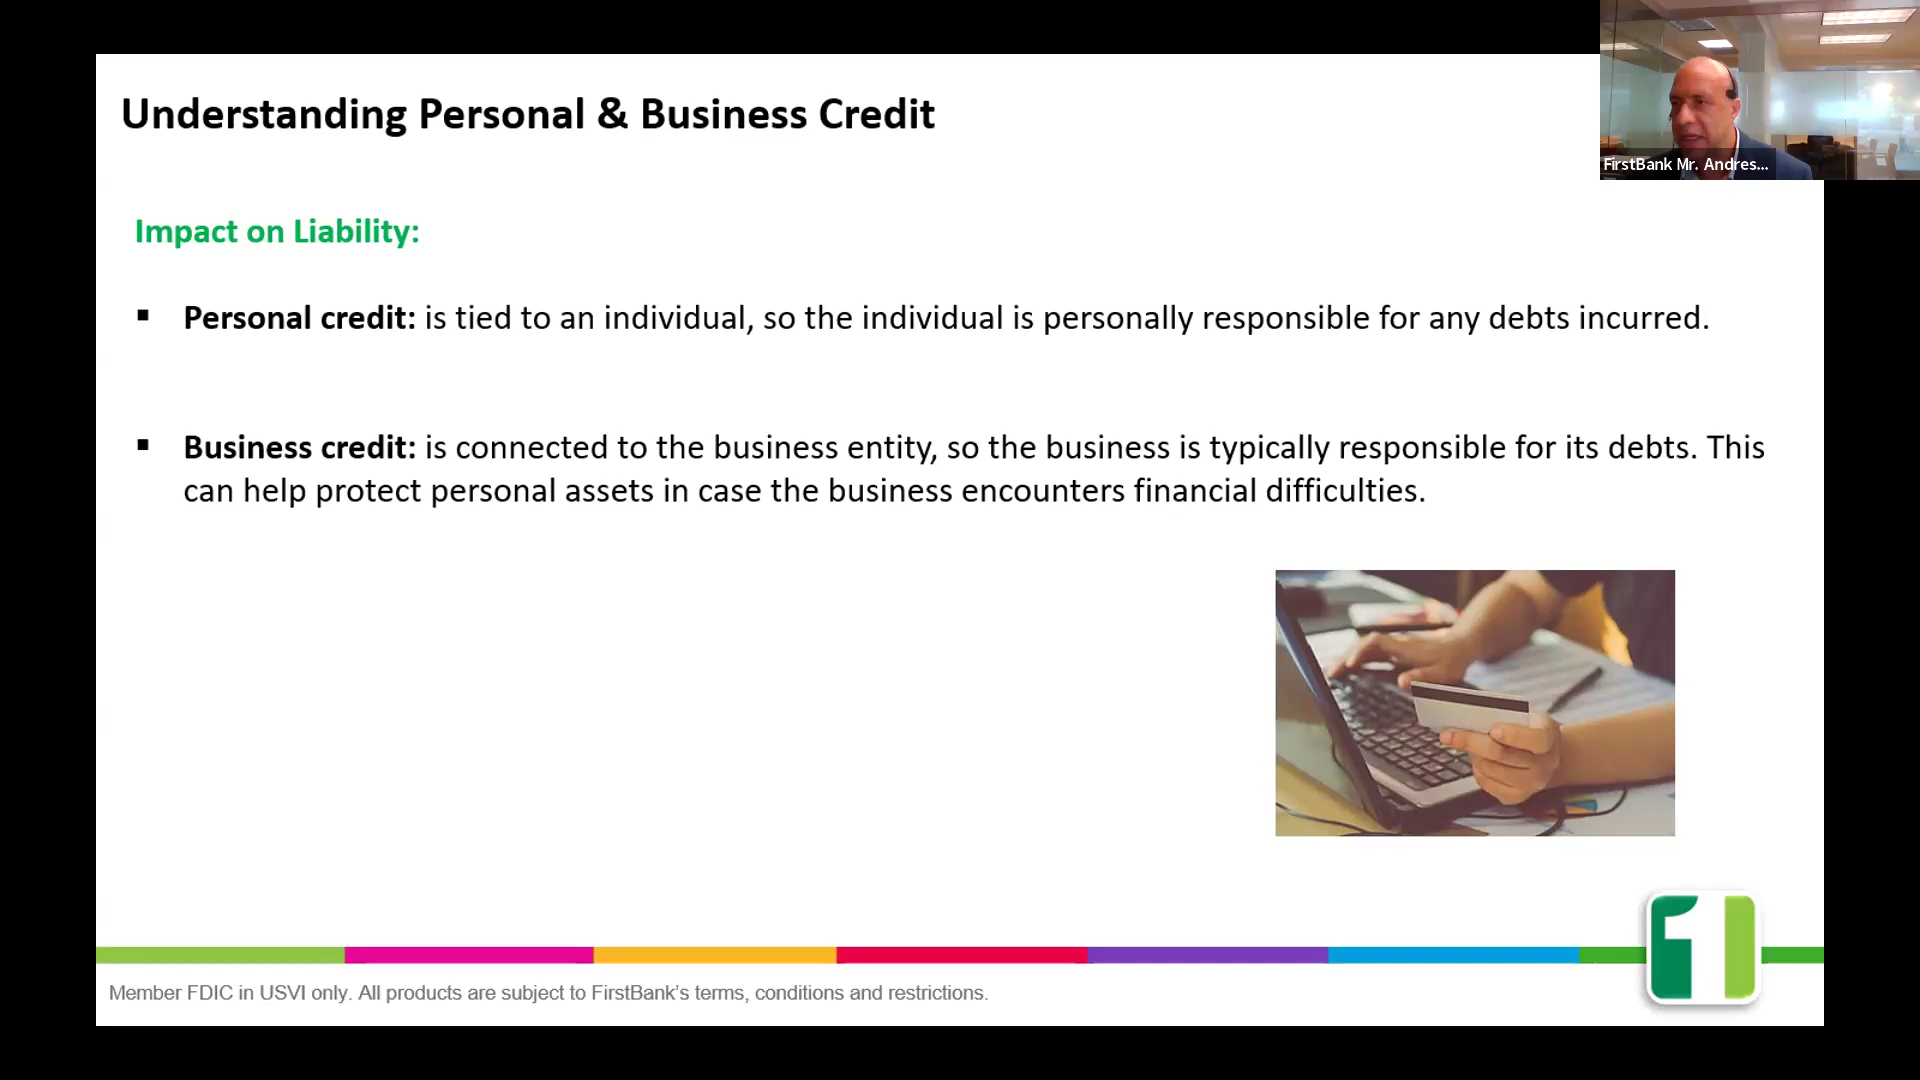 Understanding Personal & Business Credit
FirstBank Mr. Andres...
Impact on Liability:
▪ Personal credit: is tied to an individual, so the individual is personally responsible for any debts incurred.
▪ Business credit: is connected to the business entity, so the business is typically responsible for its debts. This
can help protect personal assets in case the business encounters financial difficulties.
1
Member FDIC in USVI only. All products are subject to FirstBank’s terms, conditions and restrictions.